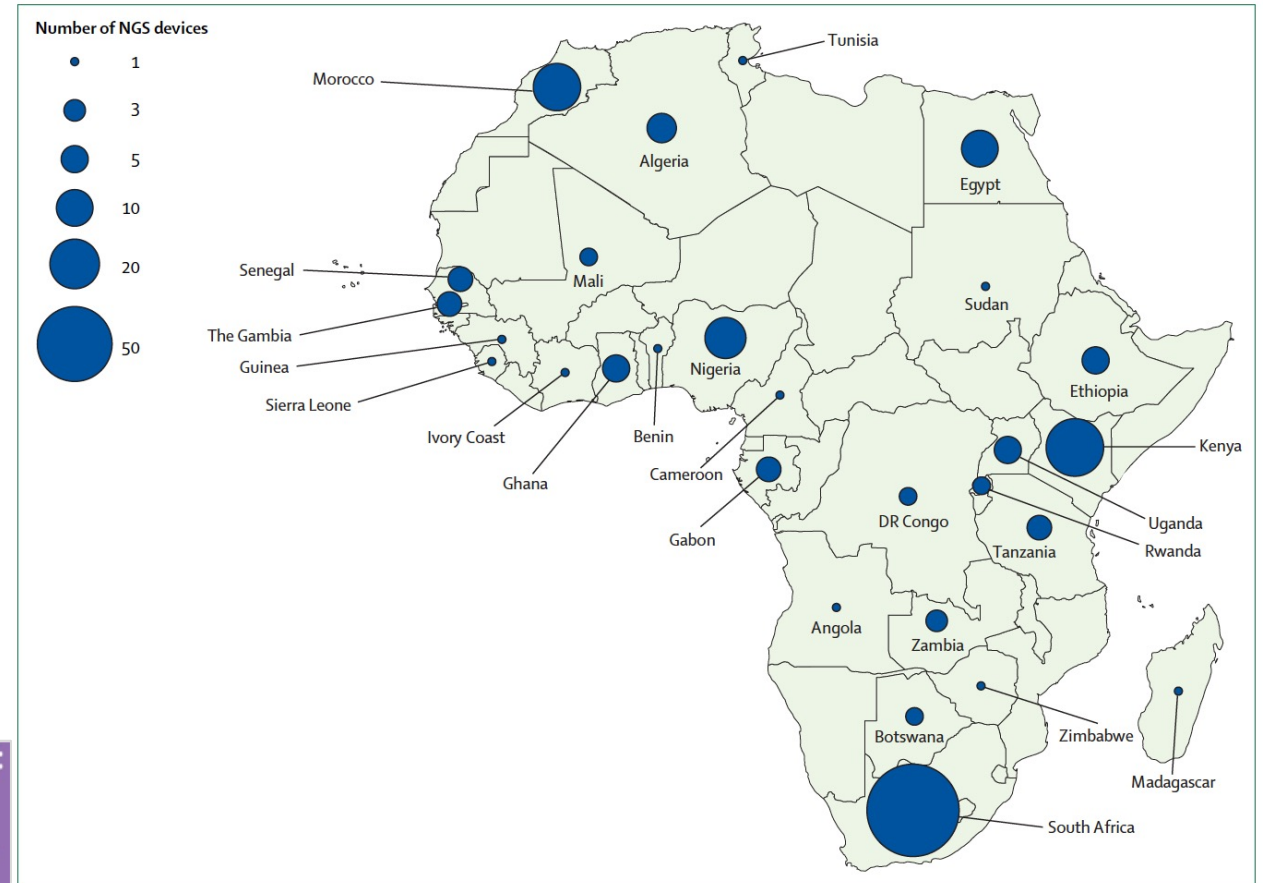 Number of NGS devices
1
3
5
10
20
50
Tunisia
Morocco
Algeria
Egypt
Senegal
Mali
Sudan
The Gambia
Guinea
Nigeria
Ethiopia
Sierra Leone
Ivory Coast
Benin
Kenya
Cameroon
Ghana
DR Congo
Uganda
Gabon
Tanzania
Rwanda
Angola
Zambia
Botswana
Zimbabwe
Madagascar
South Africa